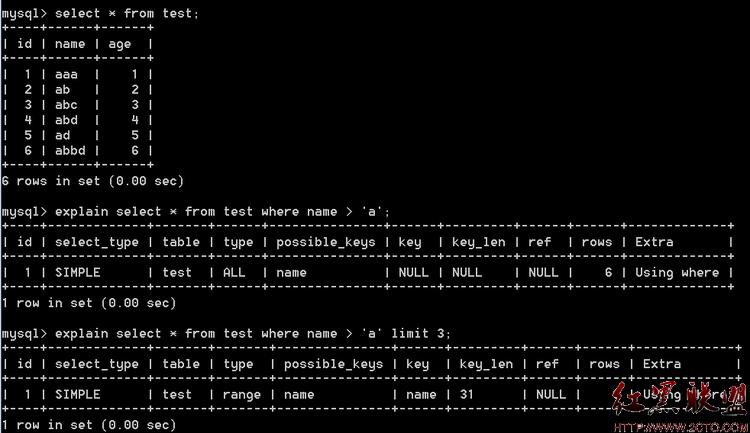 mysql> select * from test;
+----+------+------+
| id | name | age |
+----+------+------+
| 1 | aaa | 1 |
| 2 | ab | 2 |
| 3 | abc | 3 |
| 4 | abd | 4 |
| 5 | ad | 5 |
| 6 | abbd | 6 |
+----+------+------+
6 rows in set (0.00 sec)
mysql> explain select * from test where name > 'a';
+----+-------------+-------+------+---------------+------+---------+------+------+-------------+
| id | select_type | table | type | possible_keys | key | key_len | ref | rows | Extra |
+----+-------------+-------+------+---------------+------+---------+------+------+-------------+
| 1 | SIMPLE | test | ALL | name | NULL | NULL | NULL | 6 | Using where |
+----+-------------+-------+------+---------------+------+---------+------+------+-------------+
1 row in set (0.00 sec)
mysql> explain select * from test where name > 'a' limit 3;
+----+-------------+-------+-------+---------------+------+---------+------+------+-------------+
| id | select_type | table | type | possible_keys | key | key_len | ref | rows | Extra |
+----+-------------+-------+-------+---------------+------+---------+------+------+-------------+
| 1 | SIMPLE | test | range | name | name | 31 | NULL | | Using where |
+----+-------------+-------+-------+---------------+------+---------+------+------+-------------+
1 row in set (0.00 sec)
红黑联盟
HTTP://WWW.2CTO.COM